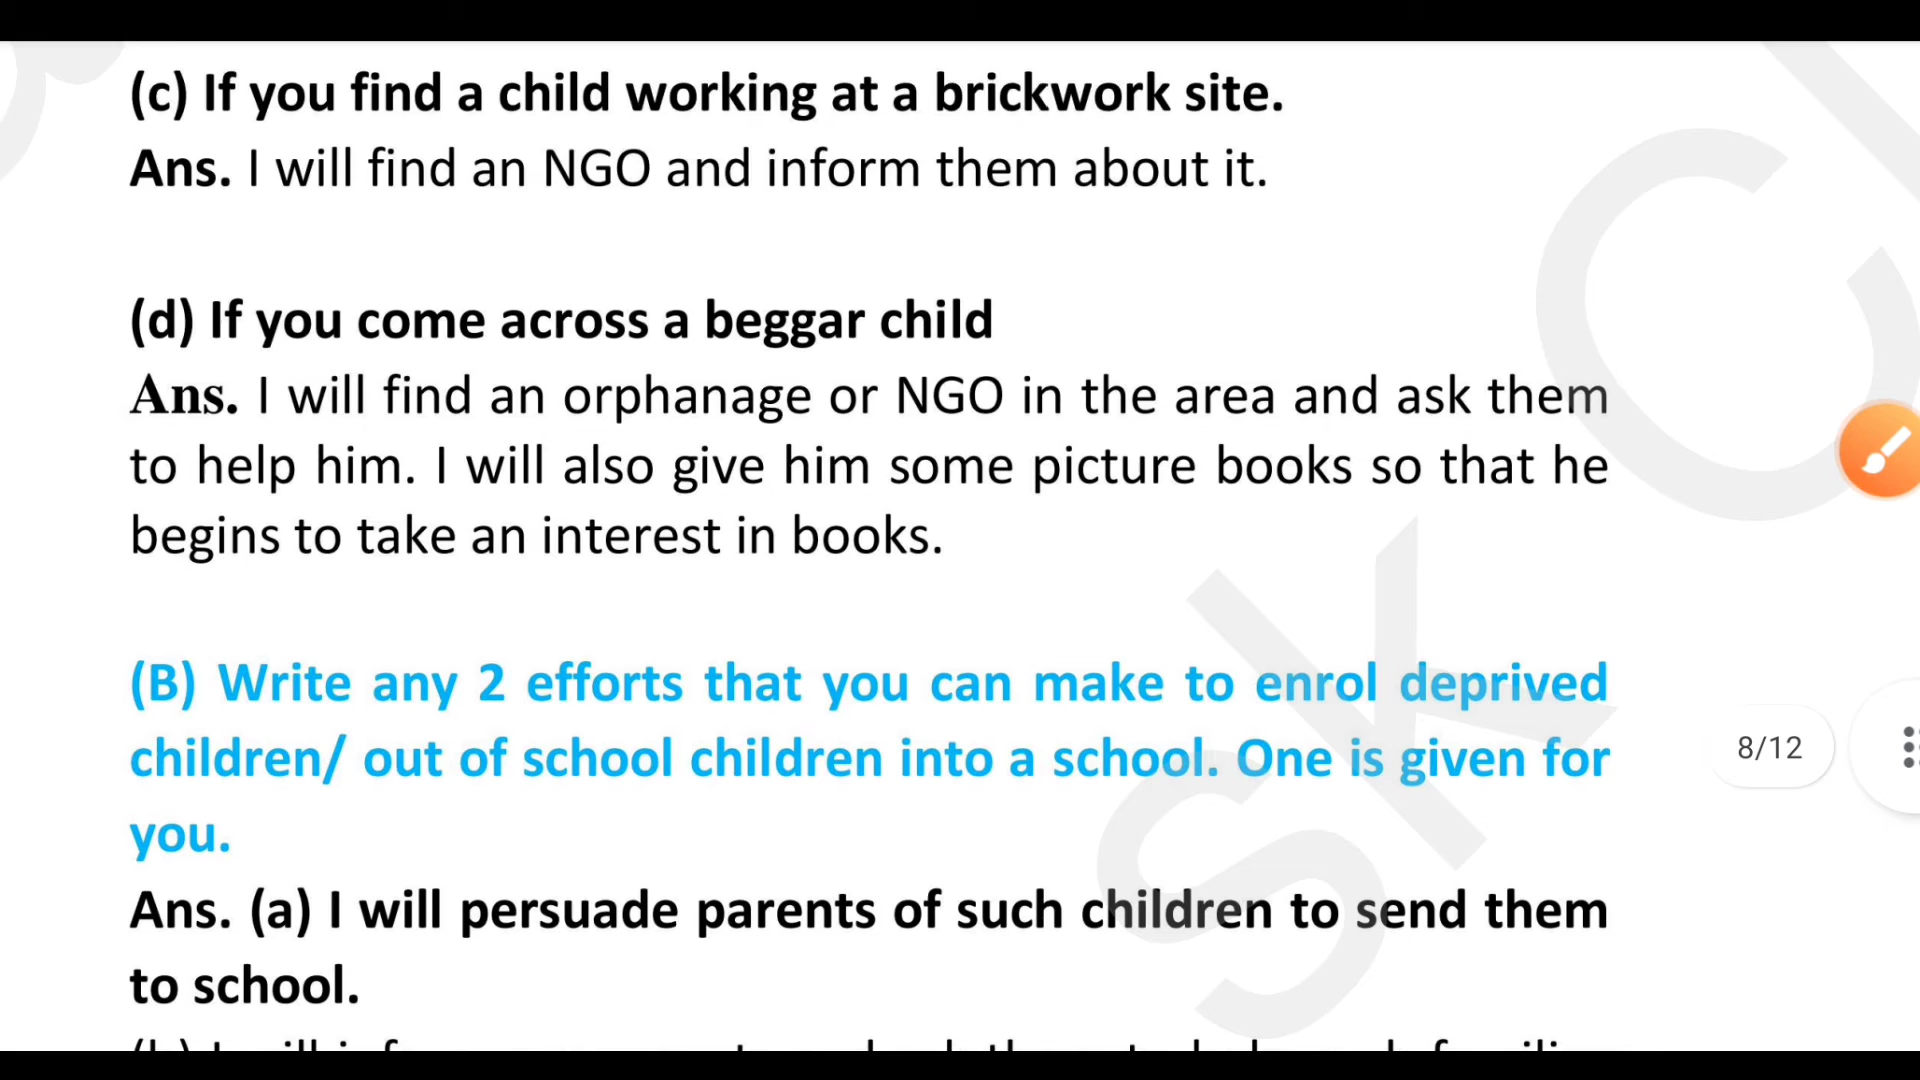 (c) If you find a child working at a brickwork site.
Ans. I will find an NGO and inform them about it.
(d) If you come across a beggar child
Ans. I will find an orphanage or NGO in the area and ask them
to help him. I will also give him some picture books so that he
begins to take an interest in books.
(B) Write any 2 efforts that you can make to enrol deprived
children/ out of school children into a school. One is given for
you.
8/12
Ans. (a) I will persuade parents of such children to send them
to school.